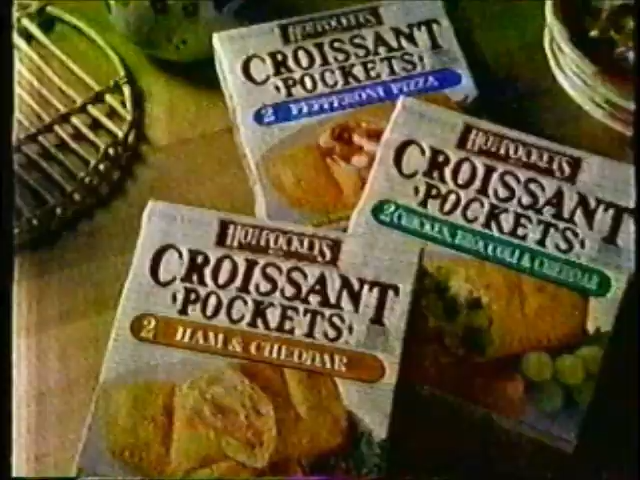 HOT POCKETS
CROISSANT
POCKETS
2 PEPPERONI PIZZA
HOT POCKETS
CROISSANT
POCKETS
2 CHICKEN, BROCCOLI & CHEDDAR
HOT POCKETS
CROISSANT
POCKETS
2 HAM & CHEDDAR